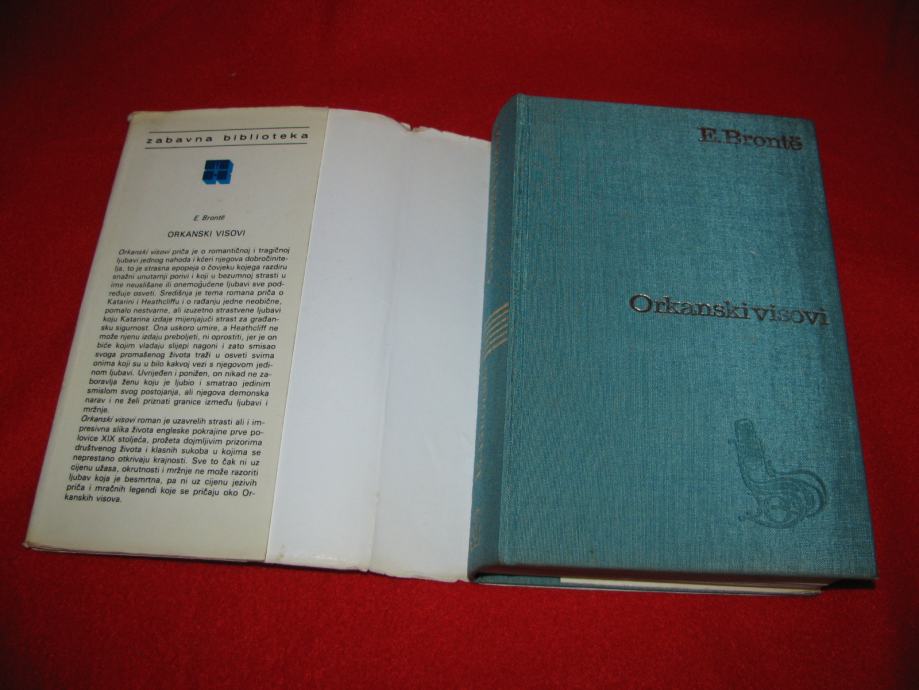 zabavna biblioteka
E. Brontë
ORKANSKI VISOVI
Orkanski visovi priča je o romantičnoj i tragičnoj
ljubavi jednog nahoda i kćeri njegova dobročinite-
lja, to je strasna epopeja o čovjeku kojega razdiru
snažni unutarnji porivi i koji u bezumnoj strasti u
ime neuslišane ili onemogućene ljubavi sve pod-
ređuje osveti. Središnja je tema romana priča o
Katarini i Heathcliffu i o rađanju jedne neobične,
pomalo nestvarne, ali izuzetno strastvene ljubavi
koju Katarina izdaje mijenjajući strast za građan-
sku sigurnost. Ona uskoro umire, a Heathcliff ne
može njenu izdaju preboljeti, ni oprostiti, jer je on
biće kojim vladaju slijepi nagoni i zato smisao
svoga promašenog života traži u osveti svima
onima koji su u bilo kakvoj vezi s njegovom jedi-
nom ljubavi. Uvrijeđen i ponižen, on nikad ne za-
boravlja ženu koju je ljubio i smatrao jedinim
smislom svog postojanja, ali njegova demonska
narav i ne želi priznati granice između ljubavi i
mržnje.
Orkanski visovi roman je uzavrelih strasti ali i im-
presivna slika života engleske pokrajine prve po-
lovice XIX stoljeća, prožeta dojmljivim prizorima
društvenog života i klasnih sukoba u kojima se
neprestano otkrivaju krajnosti. Sve to čak ni uz
cijenu užasa, okrutnosti i mržnje ne može razoriti
ljubav koja je besmrtna, pa ni uz cijenu jezivih
priča i mračnih legendi koje se pričaju oko Or-
kanskih visova.
E. Brontë
Orkanski visovi